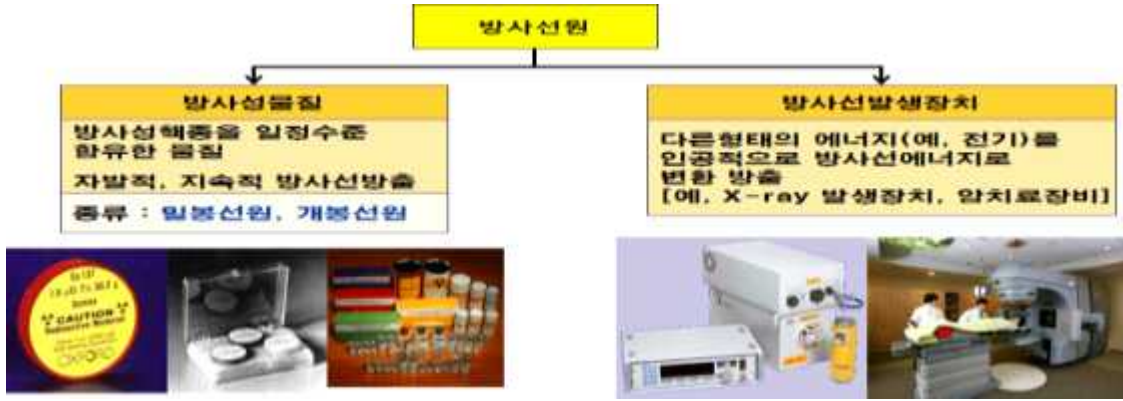 방사선원
방사성물질
방사성핵종을 일정수준
함유한 물질
자발적, 지속적 방사선방출
종류 : 밀봉선원, 개봉선원
방사선발생장치
다른형태의 에너지(예, 전기)를
인공적으로 방사선에너지로
변환 방출
[예, X-ray 발생장치, 암치료장비]
CAUTION
Radioactive Material